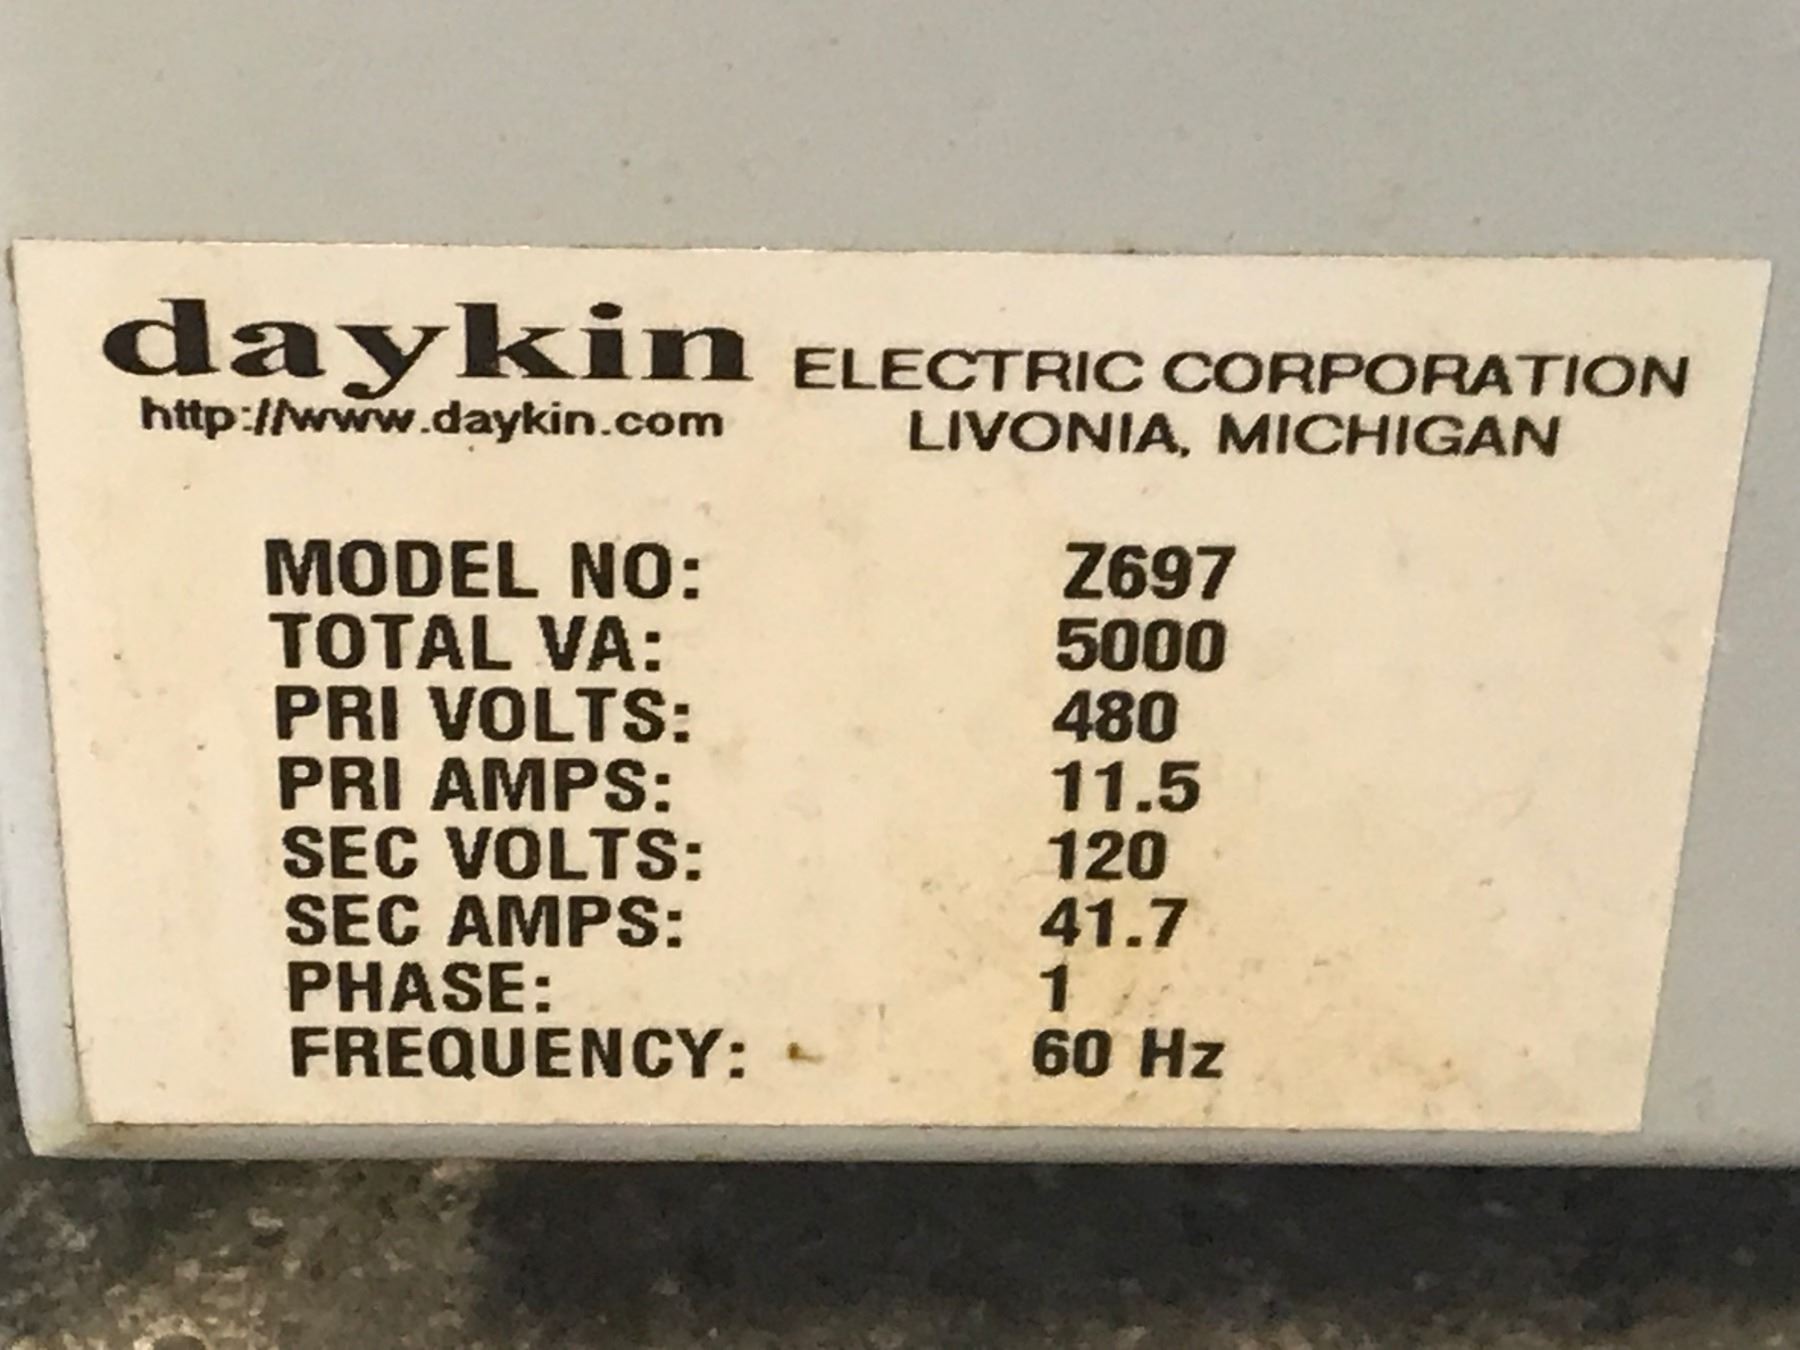 daykin ELECTRIC CORPORATION
http://www.daykin.com LIVONIA, MICHIGAN
MODEL NO: Z697
TOTAL VA: 5000
PRI VOLTS: 480
PRI AMPS: 11.5
SEC VOLTS: 120
SEC AMPS: 41.7
PHASE: 1
FREQUENCY: 60 Hz